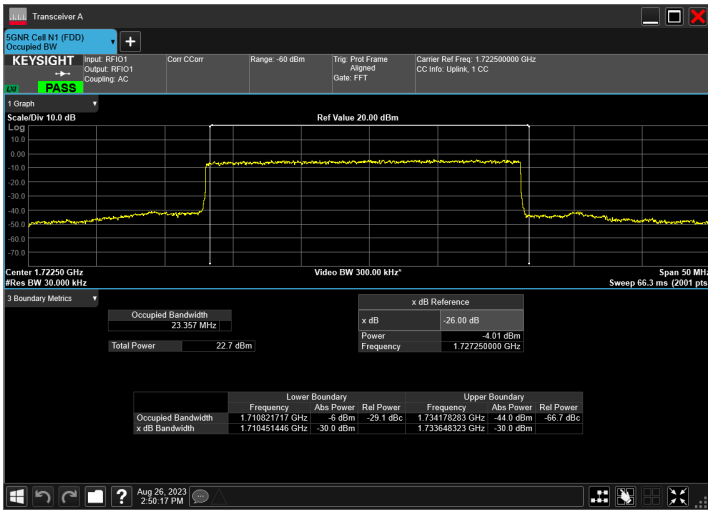 Transceiver A
5GNR Cell N1 (FDD)
Occupied BW
KEYSIGHT
LXI
PASS
Input: RFIO1
Output: RFIO1
Coupling: AC
Corr CCorr
Range: -60 dBm
Trig: Prot Frame
Aligned
Gate: FFT
Carrier Ref Freq: 1.722500000 GHz
CC Info: Uplink, 1 CC
1 Graph
Scale/Div 10.0 dB
Ref Value 20.00 dBm
Log
10.0
0.00
-10.0
-20.0
-30.0
-40.0
-50.0
-60.0
-70.0
Center 1.72250 GHz
Video BW 300.00 kHz*
Span 50 MHz
#Res BW 30.000 kHz
Sweep 66.3 ms (2001 pts
3 Boundary Metrics
Occupied Bandwidth
23.357 MHz
Total Power 22.7 dBm
x dB Reference
x dB -26.00 dB
Power -4.01 dBm
Frequency 1.727250000 GHz
Lower Boundary Upper Boundary
Frequency Abs Power Rel Power Frequency Abs Power Rel Power
Occupied Bandwidth 1.710821717 GHz -6 dBm -29.1 dBc 1.734178283 GHz -44.0 dBm -66.7 dBc
x dB Bandwidth 1.710451446 GHz -30.0 dBm 1.733648323 GHz -30.0 dBm
?
Aug 26, 2023
2:50:17 PM